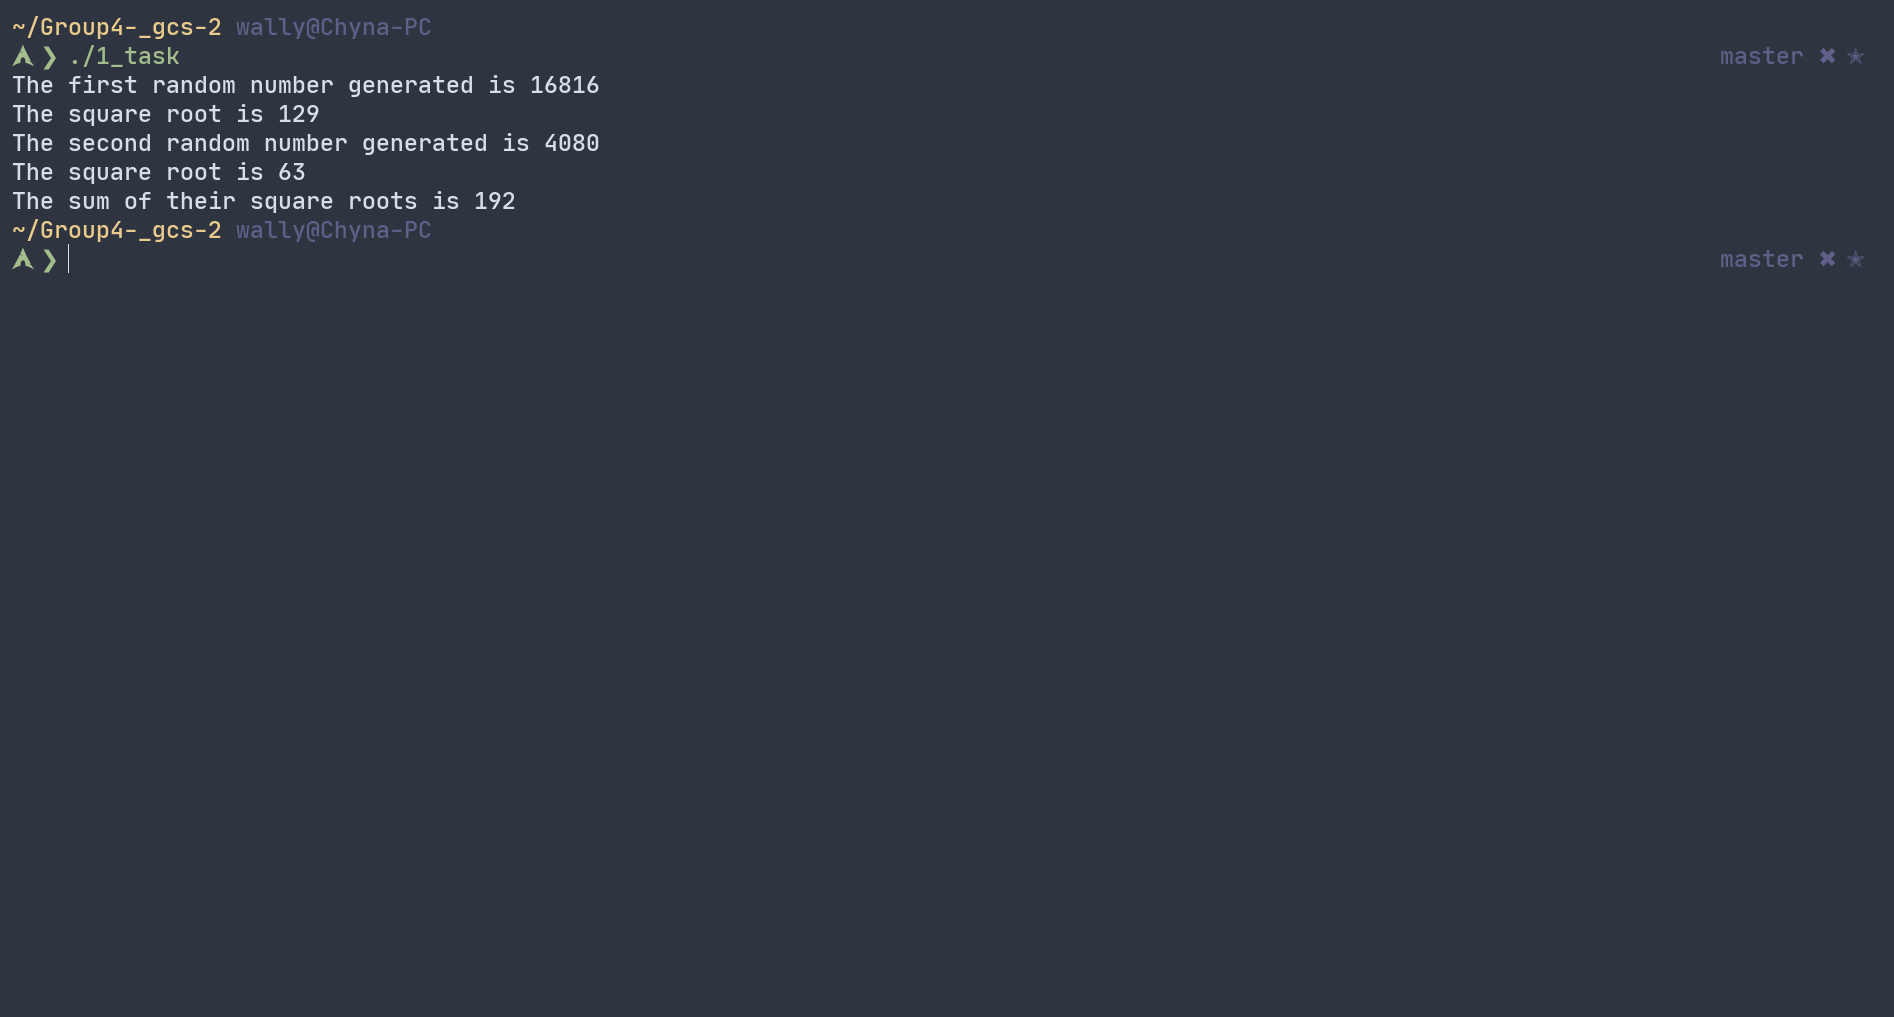 ~/Group4-_gcs-2 wally@Chyna-PC
❯ ./1_task master ✖ ✭
The first random number generated is 16816
The square root is 129
The second random number generated is 4080
The square root is 63
The sum of their square roots is 192
~/Group4-_gcs-2 wally@Chyna-PC
❯ master ✖ ✭